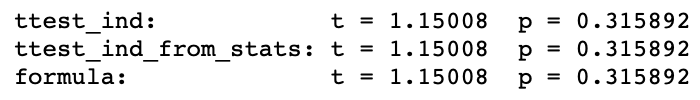 ttest_ind:            t = 1.15008  p = 0.315892
ttest_ind_from_stats: t = 1.15008  p = 0.315892
formula:              t = 1.15008  p = 0.315892